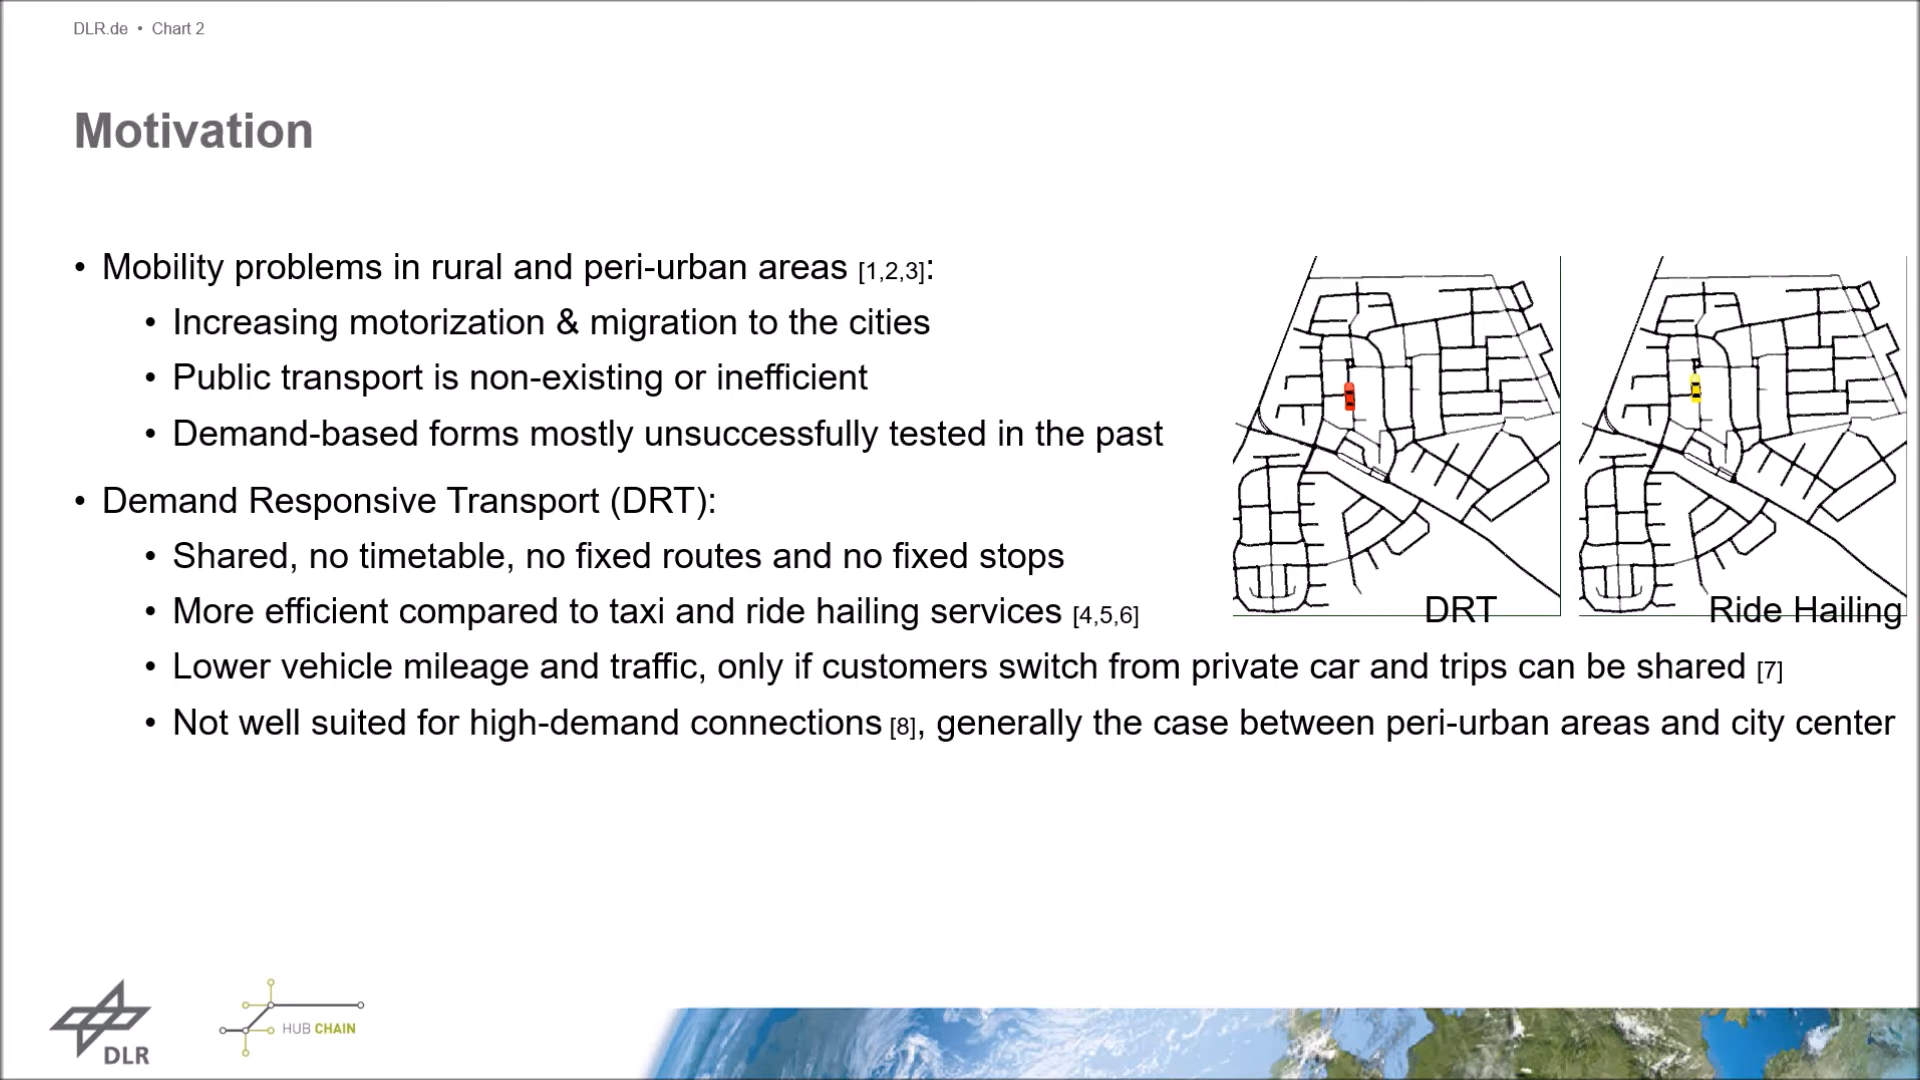 DLR.de • Chart 2
Motivation
• Mobility problems in rural and peri-urban areas [1,2,3]:
• Increasing motorization & migration to the cities
• Public transport is non-existing or inefficient
• Demand-based forms mostly unsuccessfully tested in the past
• Demand Responsive Transport (DRT):
• Shared, no timetable, no fixed routes and no fixed stops
• More efficient compared to taxi and ride hailing services [4,5,6]
• Lower vehicle mileage and traffic, only if customers switch from private car and trips can be shared [7]
• Not well suited for high-demand connections [8], generally the case between peri-urban areas and city center
DRT
Ride Hailing
DLR
HUB CHAIN